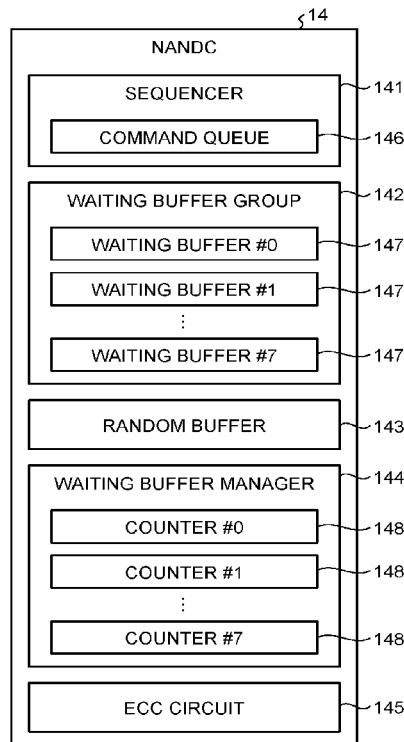 14
NANDC
SEQUENCER 141
COMMAND QUEUE 146
WAITING BUFFER GROUP 142
WAITING BUFFER #0 147
WAITING BUFFER #1 147
⋮
WAITING BUFFER #7 147
RANDOM BUFFER 143
WAITING BUFFER MANAGER 144
COUNTER #0 148
COUNTER #1 148
⋮
COUNTER #7 148
ECC CIRCUIT 145